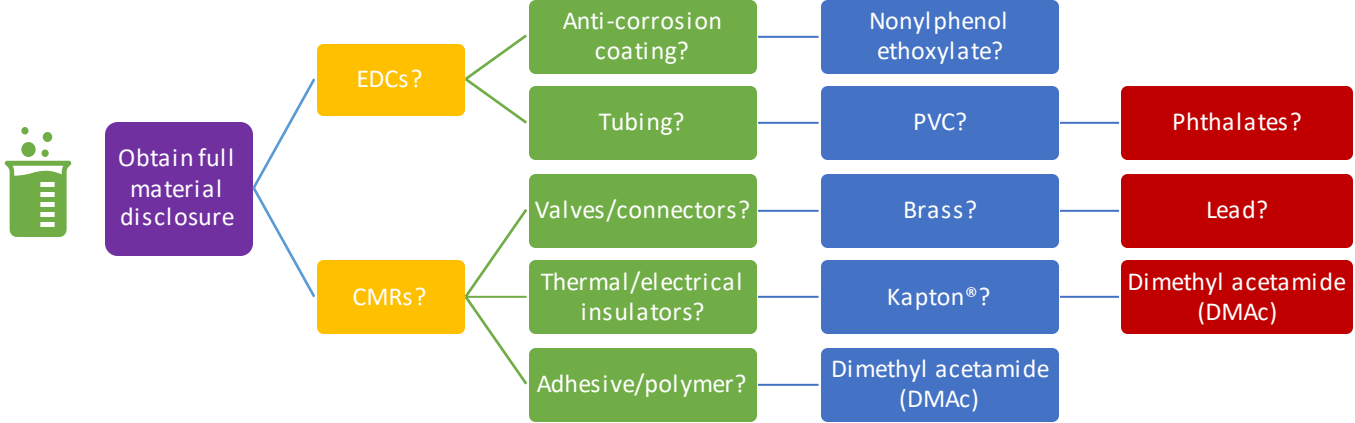 Obtain full
material
disclosure
EDCs?
CMRs?
Anti-corrosion
coating?
Nonylphenol
ethoxylate?
Tubing?
PVC?
Phthalates?
Valves/connectors?
Brass?
Lead?
Thermal/electrical
insulators?
Kapton®?
Dimethyl acetamide
(DMAc)
Adhesive/polymer?
Dimethyl acetamide
(DMAc)